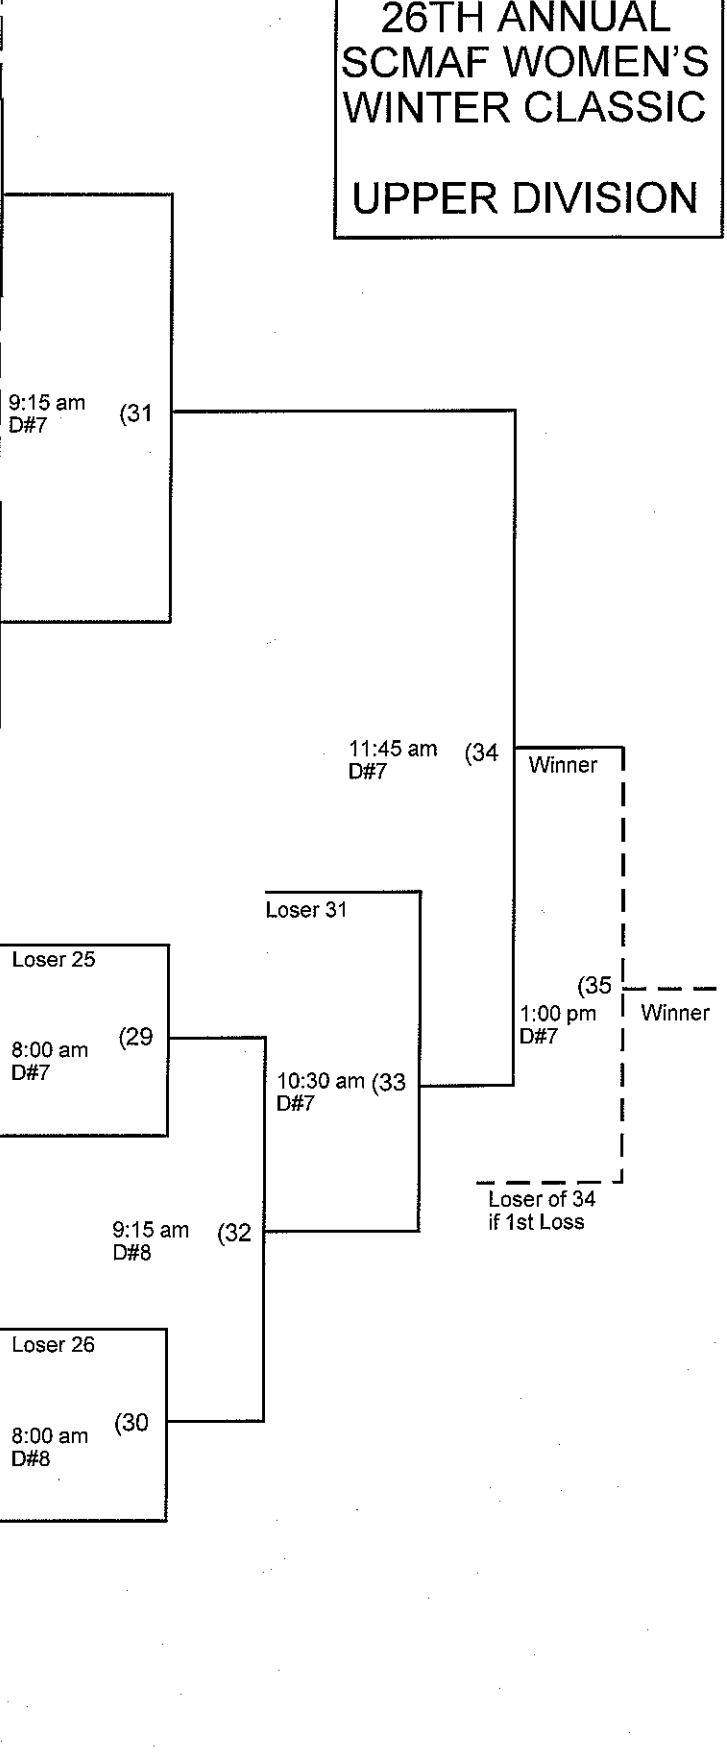 26TH ANNUAL
SCMAF WOMEN'S
WINTER CLASSIC
UPPER DIVISION
9:15 am
D#7
(31
11:45 am
D#7
(34
Winner
Loser 31
Loser 25
8:00 am
D#7
(29
10:30 am (33
D#7
(35
1:00 pm
D#7
Winner
Loser of 34
if 1st Loss
9:15 am
D#8
(32
Loser 26
8:00 am
D#8
(30